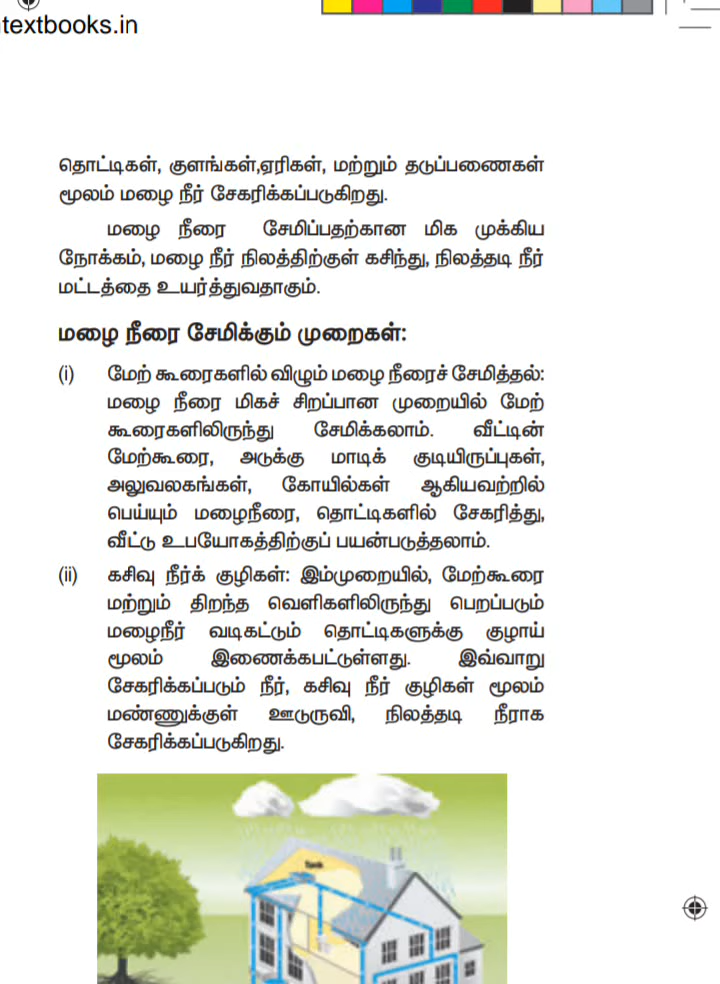 textbooks.in
தொட்டிகள், குளங்கள்,ஏரிகள், மற்றும் தடுப்பணைகள்
மூலம் மழை நீர் சேகரிக்கப்படுகிறது.
மழை நீரை சேமிப்பதற்கான மிக முக்கிய
நோக்கம், மழை நீர் நிலத்திற்குள் கசிந்து, நிலத்தடி நீர்
மட்டத்தை உயர்த்துவதாகும்.
மழை நீரை சேமிக்கும் முறைகள்:
(i) மேற் கூரைகளில் விழும் மழை நீரைச் சேமித்தல்:
மழை நீரை மிகச் சிறப்பான முறையில் மேற்
கூரைகளிலிருந்து சேமிக்கலாம். வீட்டின்
மேற்கூரை, அடுக்கு மாடிக் குடியிருப்புகள்,
அலுவலகங்கள், கோயில்கள் ஆகியவற்றில்
பெய்யும் மழைநீரை, தொட்டிகளில் சேகரித்து,
வீட்டு உபயோகத்திற்குப் பயன்படுத்தலாம்.
(ii) கசிவு நீர்க் குழிகள்: இம்முறையில், மேற்கூரை
மற்றும் திறந்த வெளிகளிலிருந்து பெறப்படும்
மழைநீர் வடிகட்டும் தொட்டிகளுக்கு குழாய்
மூலம் இணைக்கபட்டுள்ளது. இவ்வாறு
சேகரிக்கப்படும் நீர், கசிவு நீர் குழிகள் மூலம்
மண்ணுக்குள் ஊடுருவி, நிலத்தடி நீராக
சேகரிக்கப்படுகிறது.
Tank